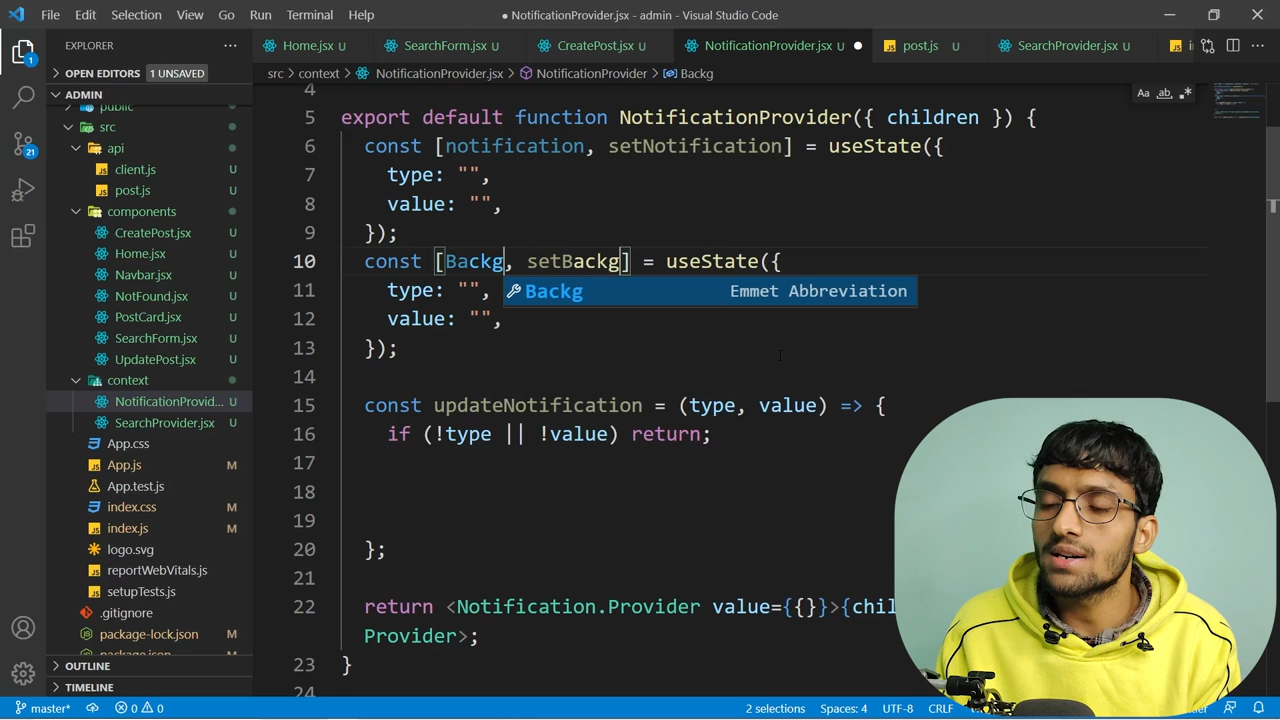 File Edit Selection View Go Run Terminal Help ● NotificationProvider.jsx - admin - Visual Studio Code
EXPLORER ···
Home.jsx U SearchForm.jsx U CreatePost.jsx U NotificationProvider.jsx U ● post.js U SearchProvider.jsx U
OPEN EDITORS 1 UNSAVED
src > context > NotificationProvider.jsx > NotificationProvider > Backg
ADMIN
public
src
api
client.js U
post.js U
components
CreatePost.jsx U
Home.jsx U
Navbar.jsx U
NotFound.jsx U
PostCard.jsx U
SearchForm.jsx U
UpdatePost.jsx U
context
NotificationProvid... U
SearchProvider.jsx U
App.css
App.js M
App.test.js
index.css M
index.js M
logo.svg
reportWebVitals.js
setupTests.js
.gitignore
package-lock.json M
package.json M
OUTLINE
TIMELINE
1
21
Aa ab .*
4
5 export default function NotificationProvider({ children }) {
6 const [notification, setNotification] = useState({
7 type: "",
8 value: "",
9 });
10 const [Backg, setBackg] = useState({
11 type: "",
Backg Emmet Abbreviation
12 value: "",
13 });
14
15 const updateNotification = (type, value) => {
16 if (!type || !value) return;
17
18
19
20 };
21
22 return <Notification.Provider value={{}}>{chil
Provider>;
23 }
24
master* 0 0 2 selections Spaces: 4 UTF-8 CRLF